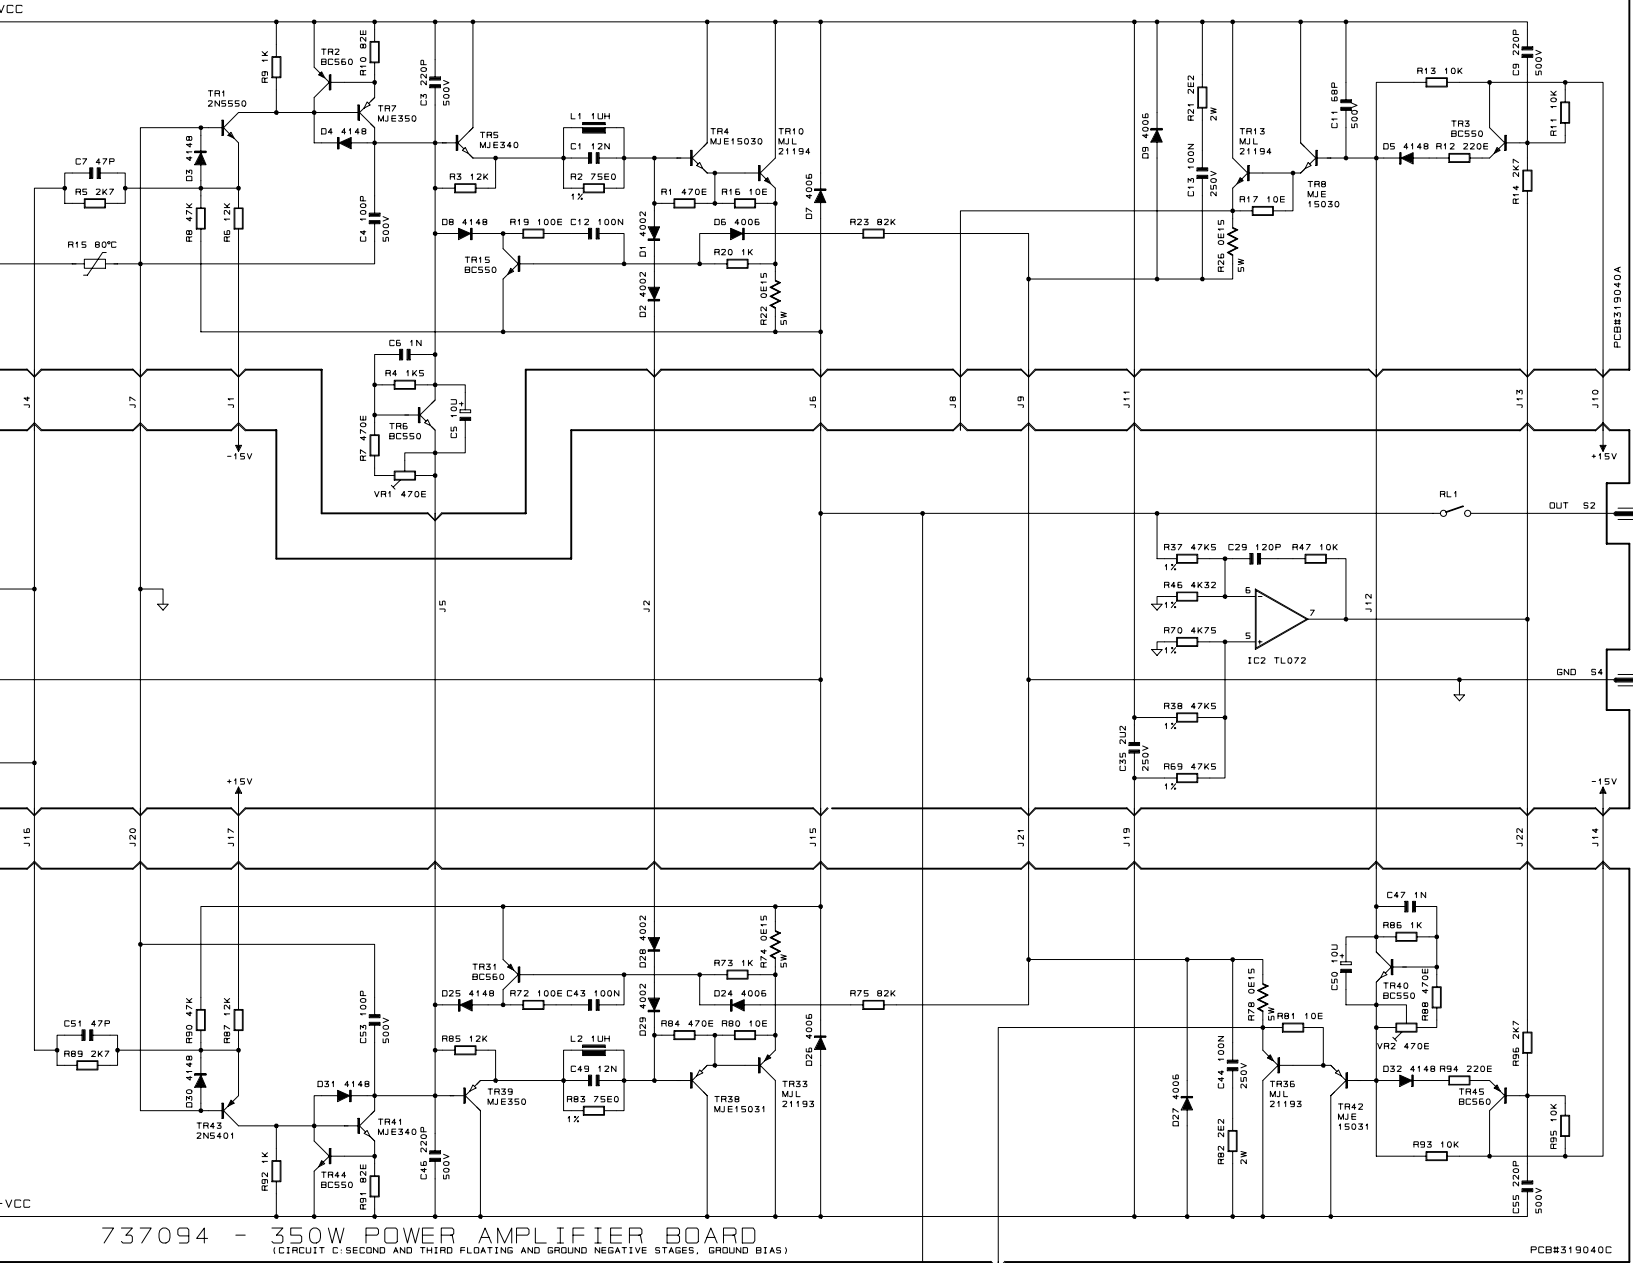 VCC
R9 1K
TR2
BC560
R10 82E
C3 220P
500V
TR1
2N5550
TR7
MJE350
D4 4148
TR5
MJE340
L1 1UH
C1 12N
R2 75E0
1%
TR4
MJE15030
TR10
MJL
21194
D7 4006
C7 47P
R5 2K7
D3 4148
R8 47K
R6 12K
C4 100P
500V
R3 12K
R1 470E
R16 10E
D8 4148
R19 100E
C12 100N
D1 4002
D6 4006
R23 82K
R20 1K
TR15
BC550
D2 4002
R22 0E15
5W
R15 80°C
D9 4006
R21 2E2
2W
C13 100N
250V
TR13
MJL
21194
C11 68P
500V
TR8
MJE
15030
R17 10E
R26 0E15
5W
R13 10K
TR3
BC550
D5 4148
R12 220E
C9 220P
500V
R11 10K
R14 2K7
PCB#319040A
C6 1N
R4 1K5
TR6
BC550
C5 10U
+
R7 470E
VR1 470E
J4
J7
J1
J6
J8
J9
J11
J13
J10
-15V
+15V
RL1
OUT S2
R37 47K5
1%
C29 120P
R47 10K
R46 4K32
1%
6
-
7
R70 4K75
1%
5
+
IC2 TL072
J12
J5
J2
GND S4
R38 47K5
1%
C35 2U2
250V
R69 47K5
1%
+15V
-15V
J16
J20
J17
J15
J21
J19
J22
J14
C47 1N
R86 1K
C50 10U
+
TR40
BC550
R88 470E
VR2 470E
TR31
BC560
D28 4002
R73 1K
R74 0E15
5W
D25 4148
R72 100E
C43 100N
D29 4002
D24 4006
R75 82K
C51 47P
R89 2K7
R90 47K
R87 12K
C53 100P
500V
R85 12K
L2 1UH
C49 12N
R83 75E0
1%
R84 470E
R80 10E
D26 4006
D30 4148
TR43
2N5401
D31 4148
TR41
MJE340
TR39
MJE350
TR38
MJE15031
TR33
MJL
21193
R92 1K
TR44
BC550
R91 82E
C46 220P
500V
R78 0E15
5W
R81 10E
C44 100N
250V
D27 4006
R82 2E2
2W
TR36
MJL
21193
TR42
MJE
15031
D32 4148
R94 220E
TR45
BC560
R96 2K7
R95 10K
R93 10K
C55 220P
500V
-VCC
737094 - 350W POWER AMPLIFIER BOARD
(CIRCUIT C:SECOND AND THIRD FLOATING AND GROUND NEGATIVE STAGES, GROUND BIAS)
PCB#319040C